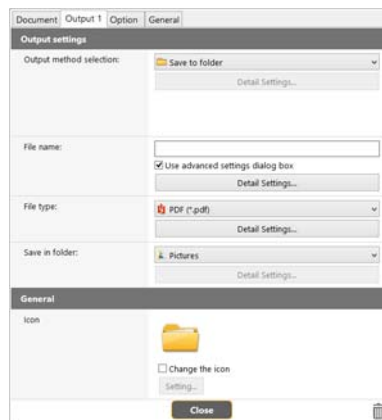 Document Output 1 Option General
Output settings
Output method selection: Save to folder
Detail Settings...
File name:
Use advanced settings dialog box
Detail Settings...
File type: PDF (*.pdf)
Detail Settings...
Save in folder: Pictures
Detail Settings...
General
Icon
Change the icon
Setting...
Close